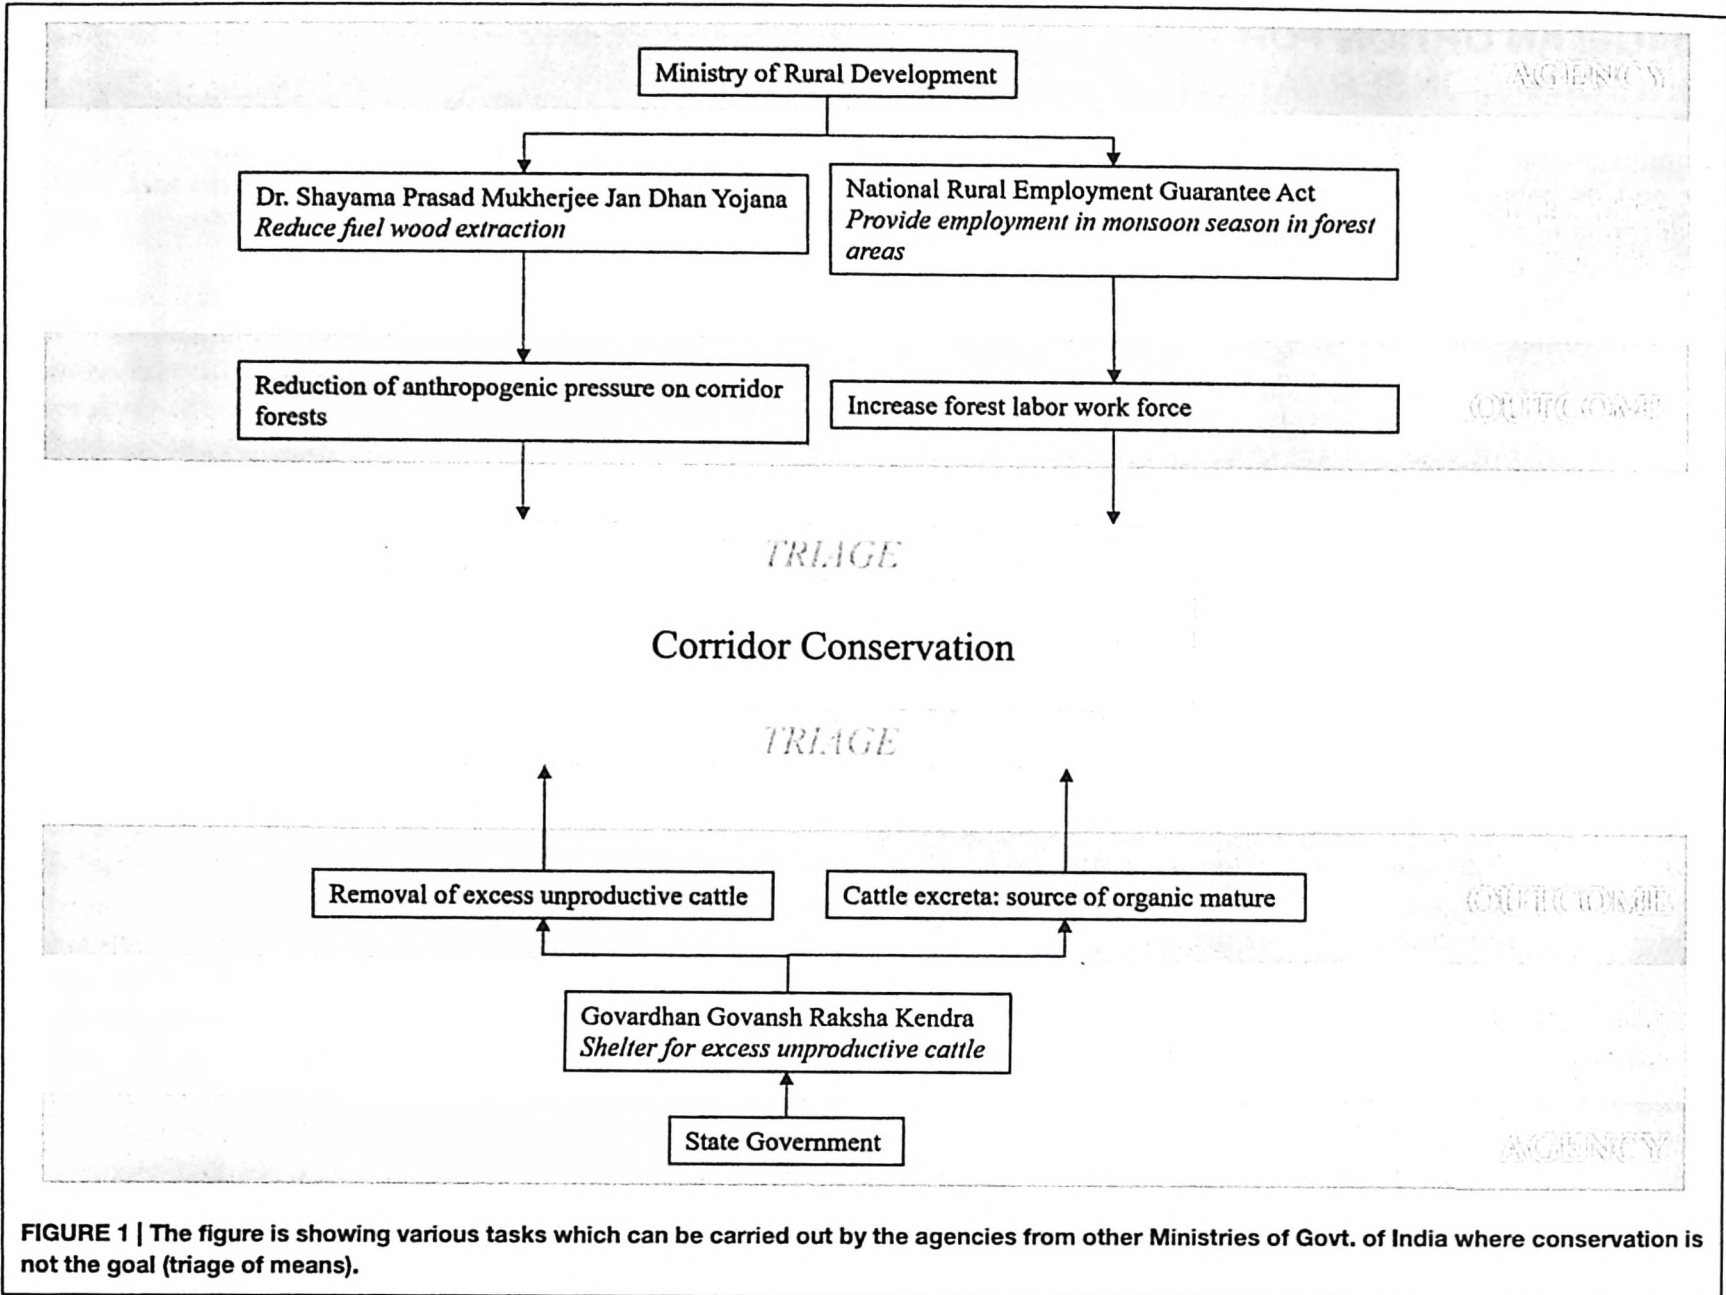 Ministry of Rural Development
AGENCY
Dr. Shayama Prasad Mukherjee Jan Dhan Yojana
Reduce fuel wood extraction
National Rural Employment Guarantee Act
Provide employment in monsoon season in forest
areas
Reduction of anthropogenic pressure on corridor
forests
Increase forest labor work force
OUTCOME
TRIAGE
Corridor Conservation
TRIAGE
Removal of excess unproductive cattle
Cattle excreta: source of organic mature
OUTCOME
Govardhan Govansh Raksha Kendra
Shelter for excess unproductive cattle
State Government
AGENCY
FIGURE 1 | The figure is showing various tasks which can be carried out by the agencies from other Ministries of Govt. of India where conservation is
not the goal (triage of means).